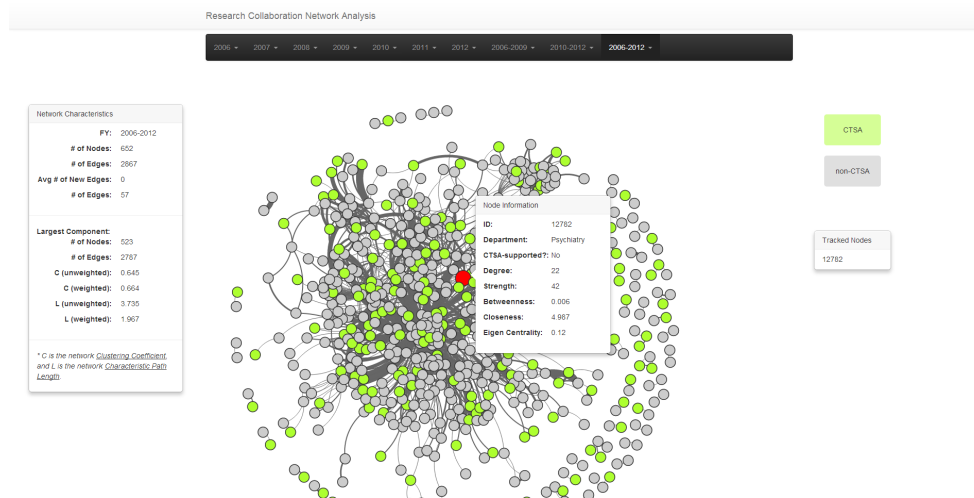 Research Collaboration Network Analysis
2006 2007 2008 2009 2010 2011 2012 2006-2009 2010-2012 2006-2012
Network Characteristics
FY: 2006-2012
# of Nodes: 652
# of Edges: 2867
Avg # of New Edges: 0
# of Edges: 57
Largest Component:
# of Nodes: 523
# of Edges: 2787
C (unweighted): 0.645
C (weighted): 0.664
L (unweighted): 3.735
L (weighted): 1.967
* C is the network Clustering Coefficient,
and L is the network Characteristic Path
Length.
Node Information
ID: 12782
Department: Psychiatry
CTSA-supported?: No
Degree: 22
Strength: 42
Betweenness: 0.006
Closeness: 4.987
Eigen Centrality: 0.12
CTSA
non-CTSA
Tracked Nodes
12782